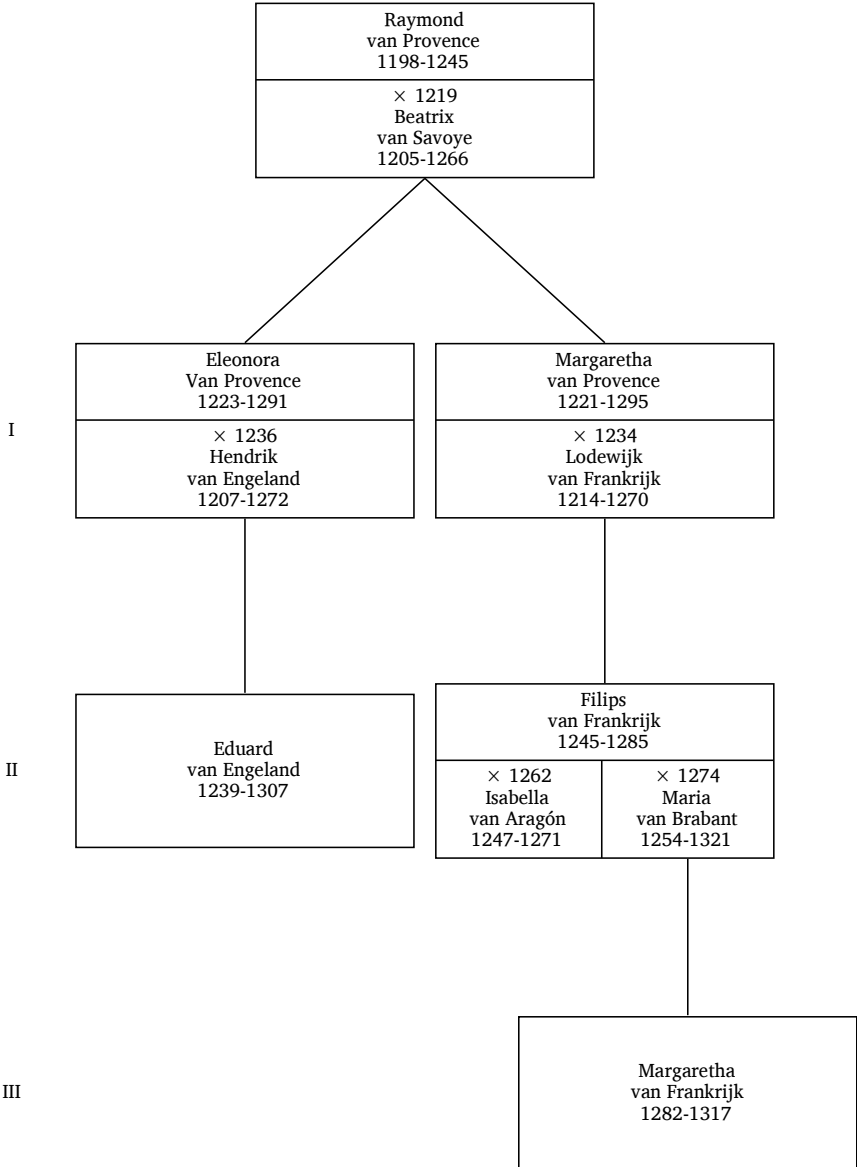 Raymond
van Provence
1198-1245
× 1219
Beatrix
van Savoye
1205-1266
I
Eleonora
Van Provence
1223-1291
× 1236
Hendrik
van Engeland
1207-1272
Margaretha
van Provence
1221-1295
× 1234
Lodewijk
van Frankrijk
1214-1270
II
Eduard
van Engeland
1239-1307
Filips
van Frankrijk
1245-1285
× 1262
Isabella
van Aragón
1247-1271
× 1274
Maria
van Brabant
1254-1321
III
Margaretha
van Frankrijk
1282-1317